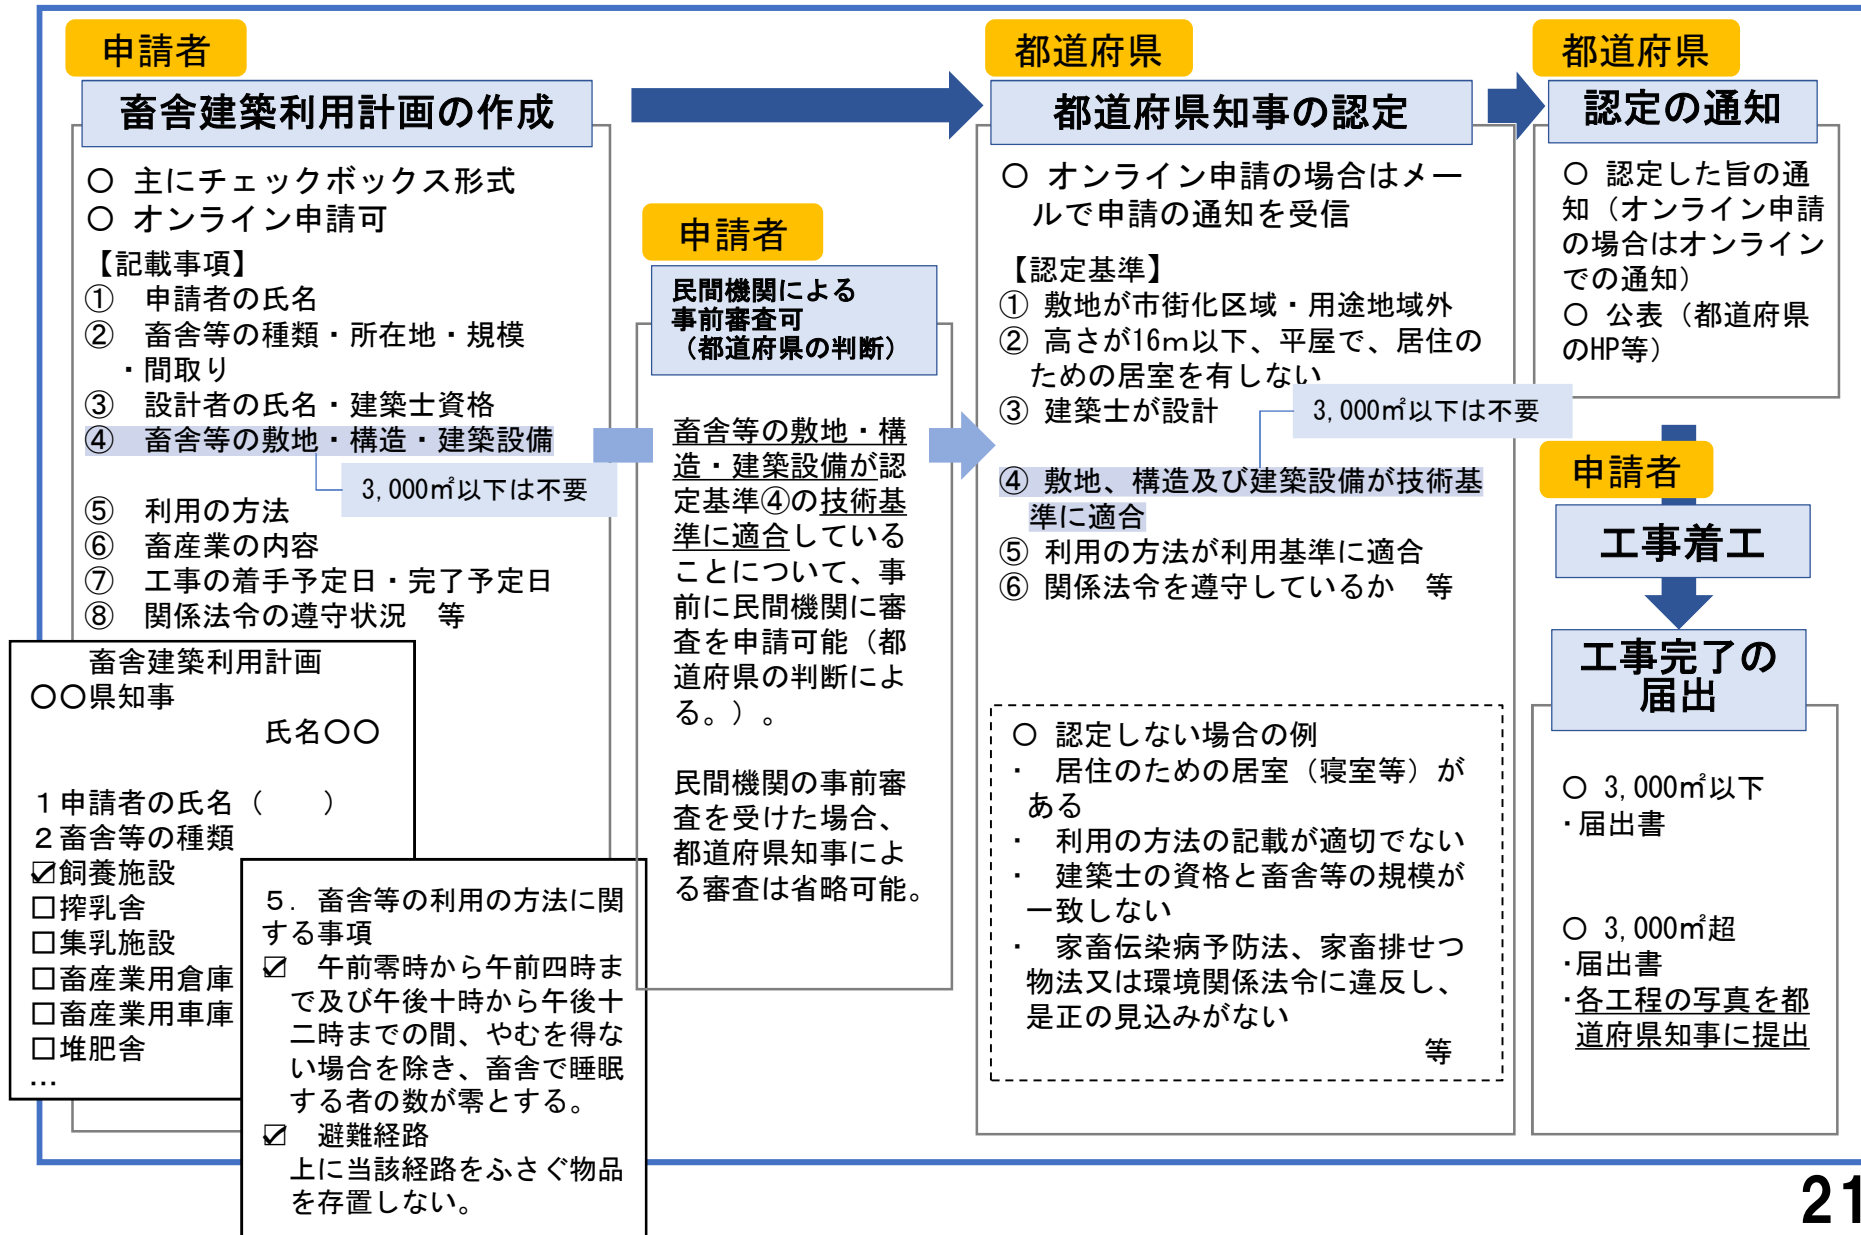 申請者
畜舎建築利用計画の作成
○ 主にチェックボックス形式
○ オンライン申請可
【記載事項】
① 申請者の氏名
② 畜舎等の種類・所在地・規模
・間取り
③ 設計者の氏名・建築士資格
④ 畜舎等の敷地・構造・建築設備
3,000㎡以下は不要
⑤ 利用の方法
⑥ 畜産業の内容
⑦ 工事の着手予定日・完了予定日
⑧ 関係法令の遵守状況 等
畜舎建築利用計画
○○県知事
氏名○○
1申請者の氏名( )
2畜舎等の種類
☑飼養施設
□搾乳舎
□集乳施設
□畜産業用倉庫
□畜産業用車庫
□堆肥舎
…
5.畜舎等の利用の方法に関
する事項
☑ 午前零時から午前四時ま
で及び午後十時から午後十
二時までの間、やむを得な
い場合を除き、畜舎で睡眠
する者の数が零とする。
☑ 避難経路
上に当該経路をふさぐ物品
を存置しない。
申請者
民間機関による
事前審査可
(都道府県の判断)
畜舎等の敷地・構
造・建築設備が認
定基準④の技術基
準に適合している
ことについて、事
前に民間機関に審
査を申請可能(都
道府県の判断によ
る。)。
民間機関の事前審
査を受けた場合、
都道府県知事によ
る審査は省略可能。
都道府県
都道府県知事の認定
○ オンライン申請の場合はメー
ルで申請の通知を受信
【認定基準】
① 敷地が市街化区域・用途地域外
② 高さが16m以下、平屋で、居住の
ための居室を有しない
③ 建築士が設計
3,000㎡以下は不要
④ 敷地、構造及び建築設備が技術基
準に適合
⑤ 利用の方法が利用基準に適合
⑥ 関係法令を遵守しているか 等
○ 認定しない場合の例
・ 居住のための居室(寝室等)が
ある
・ 利用の方法の記載が適切でない
・ 建築士の資格と畜舎等の規模が
一致しない
・ 家畜伝染病予防法、家畜排せつ
物法又は環境関係法令に違反し、
是正の見込みがない
等
都道府県
認定の通知
○ 認定した旨の通
知(オンライン申請
の場合はオンライン
での通知)
○ 公表(都道府県
のHP等)
申請者
工事着工
工事完了の
届出
○ 3,000㎡以下
・届出書
○ 3,000㎡超
・届出書
・各工程の写真を都
道府県知事に提出
21